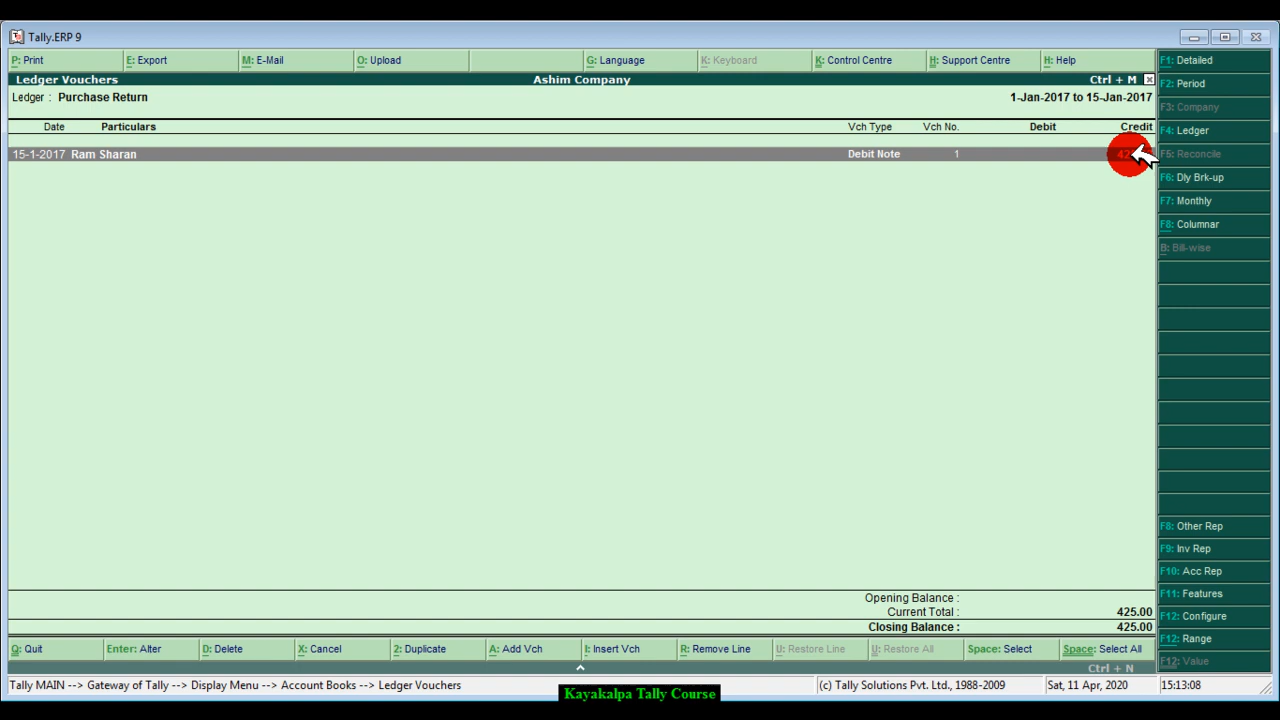 Tally.ERP 9
P: Print E: Export M: E-Mail O: Upload G: Language K: Keyboard K: Control Centre H: Support Centre H: Help
Ledger Vouchers Ashim Company Ctrl + M
Ledger : Purchase Return 1-Jan-2017 to 15-Jan-2017
Date Particulars Vch Type Vch No. Debit Credit
15-1-2017 Ram Sharan Debit Note 1
F1: Detailed
F2: Period
F3: Company
F4: Ledger
F5: Reconcile
F6: Dly Brk-up
F7: Monthly
F8: Columnar
B: Bill-wise
F8: Other Rep
F9: Inv Rep
F10: Acc Rep
F11: Features
F12: Configure
F12: Range
F12: Value
Opening Balance :
Current Total : 425.00
Closing Balance : 425.00
Q: Quit Enter: Alter D: Delete X: Cancel 2: Duplicate A: Add Vch I: Insert Vch R: Remove Line U: Restore Line U: Restore All Space: Select Space: Select All
Ctrl + N
Tally MAIN --> Gateway of Tally --> Display Menu --> Account Books --> Ledger Vouchers (c) Tally Solutions Pvt. Ltd., 1988-2009 Sat, 11 Apr, 2020 15:13:08
Kayakalpa Tally Course